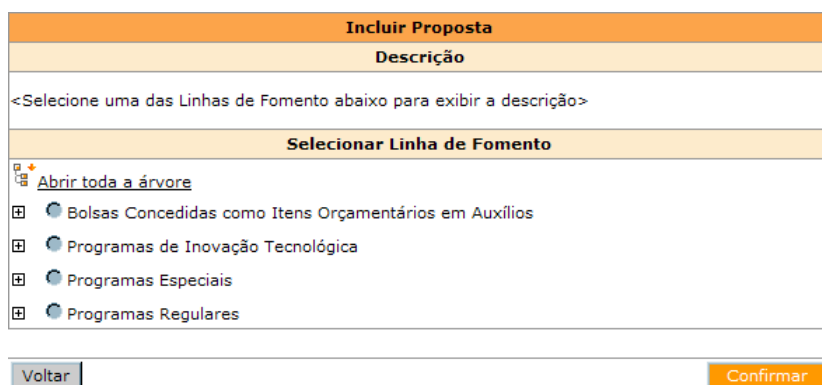 Incluir Proposta
Descrição
<Selecione uma das Linhas de Fomento abaixo para exibir a descrição>
Selecionar Linha de Fomento
Abrir toda a árvore
Bolsas Concedidas como Itens Orçamentários em Auxílios
Programas de Inovação Tecnológica
Programas Especiais
Programas Regulares
Voltar
Confirmar